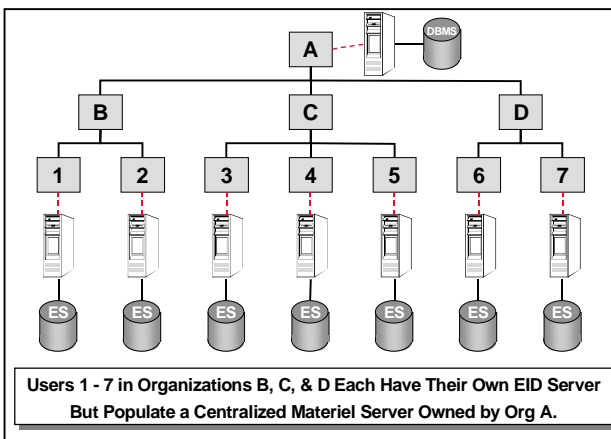 A
DBMS
B
C
D
1 2 3 4 5 6 7
ES ES ES ES ES ES ES
Users 1 - 7 in Organizations B, C, & D Each Have Their Own EID Server
But Populate a Centralized Materiel Server Owned by Org A.